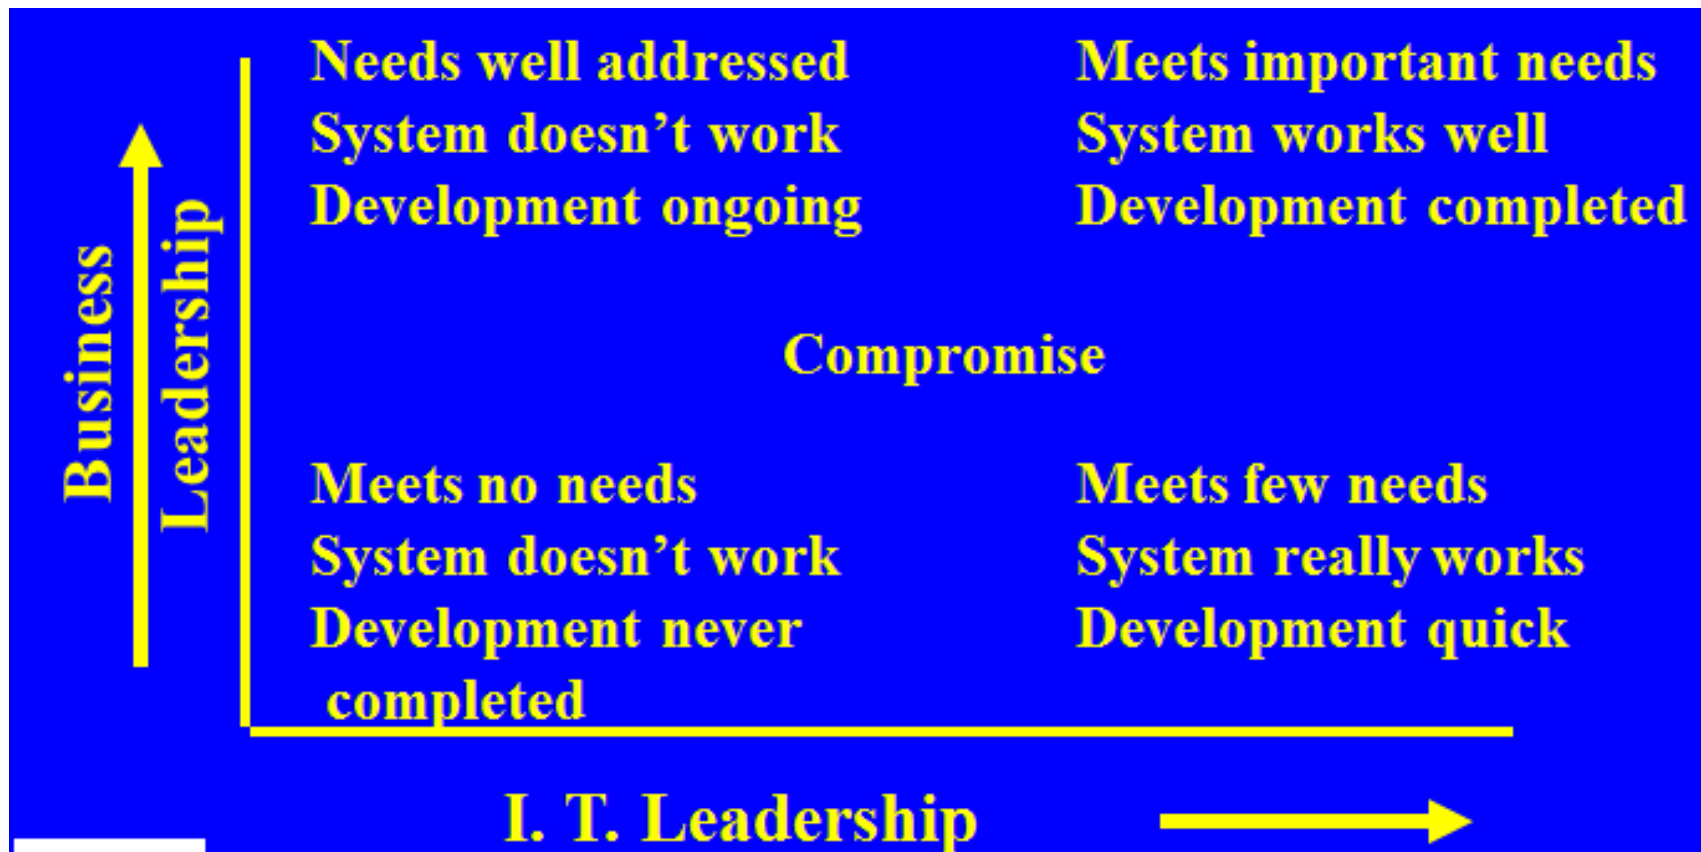 Needs well addressed
System doesn’t work
Development ongoing
Meets important needs
System works well
Development completed
Business
Leadership
Compromise
Meets no needs
System doesn’t work
Development never
completed
Meets few needs
System really works
Development quick
I. T. Leadership